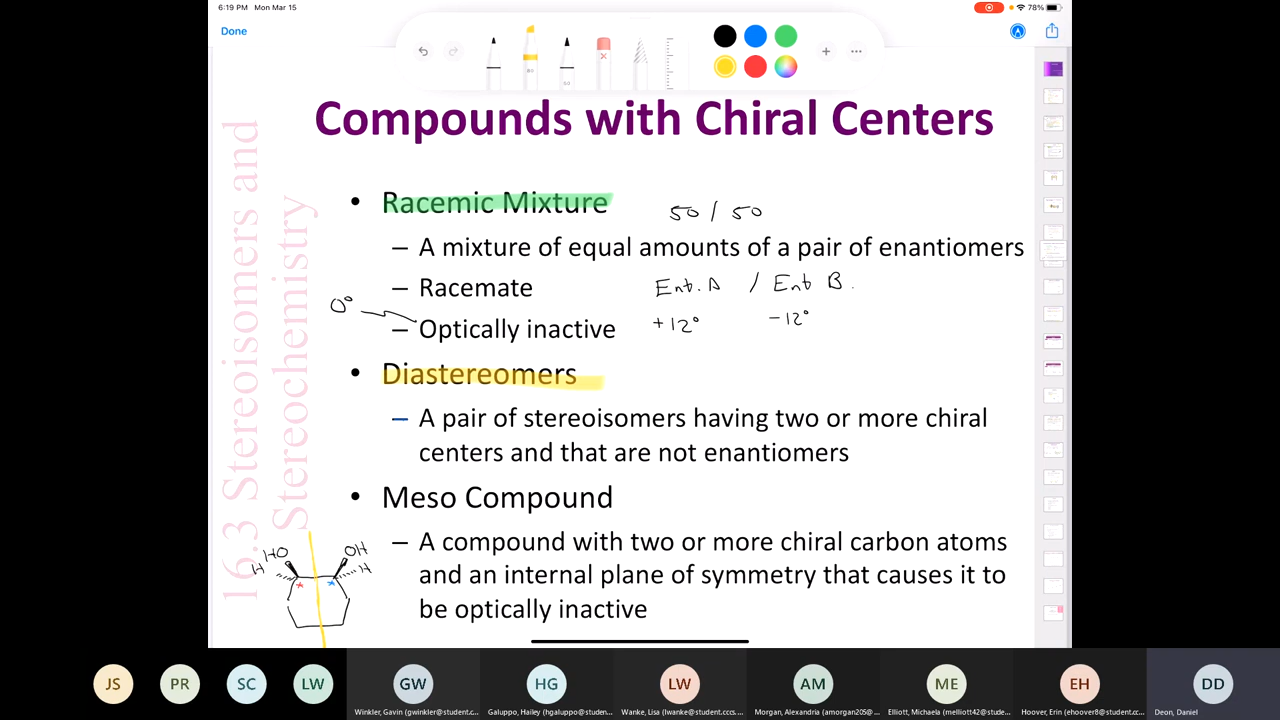 6:19 PM Mon Mar 15
78%
Done
80
50
Compounds with Chiral Centers
16.3 Stereoisomers and
Stereochemistry
• Racemic Mixture 50 / 50
– A mixture of equal amounts of a pair of enantiomers
– Racemate Ent. A / Ent B.
0°
– Optically inactive +12° -12°
• Diastereomers
– A pair of stereoisomers having two or more chiral
centers and that are not enantiomers
• Meso Compound
– A compound with two or more chiral carbon atoms
and an internal plane of symmetry that causes it to
be optically inactive
HO OH
H H
JS PR SC LW GW HG LW AM ME EH DD
Winkler, Gavin (gwinkler@student.c... Galuppo, Hailey (hgaluppo@studen... Wanke, Lisa (lwanke@student.cccs.... Morgan, Alexandria (amorgan205@... Elliott, Michaela (melliott42@stude... Hoover, Erin (ehoover8@student.cc... Deon, Daniel